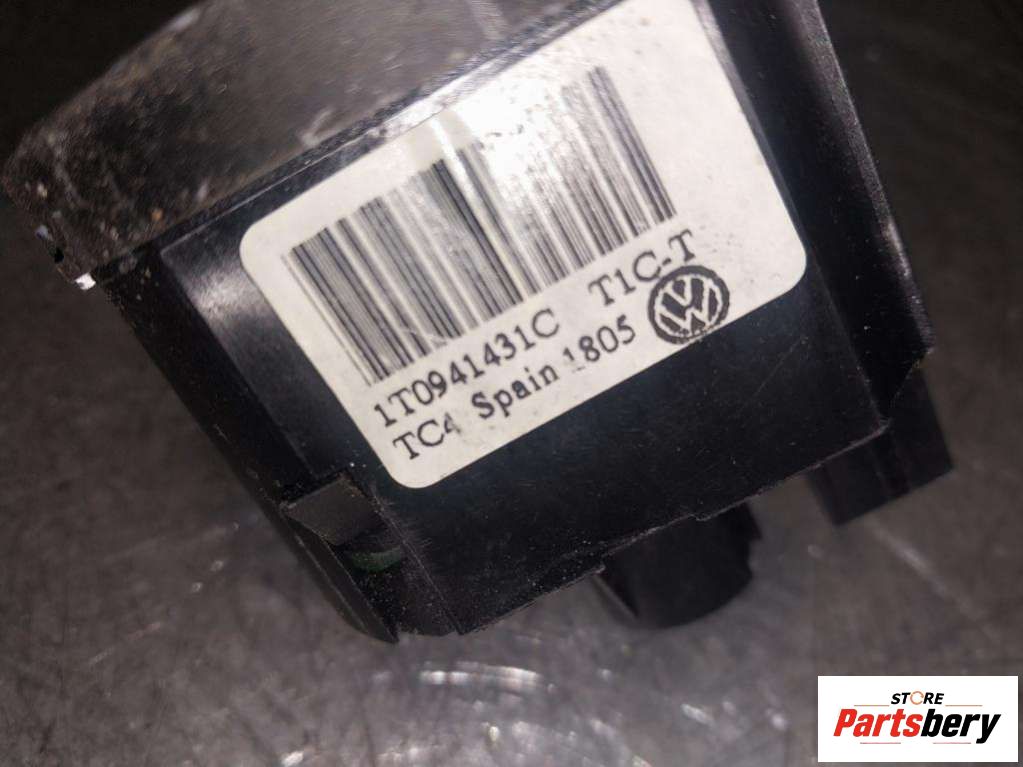 1T0941431C T1C-T
TC4 Spain 1805
STORE
Partsbery